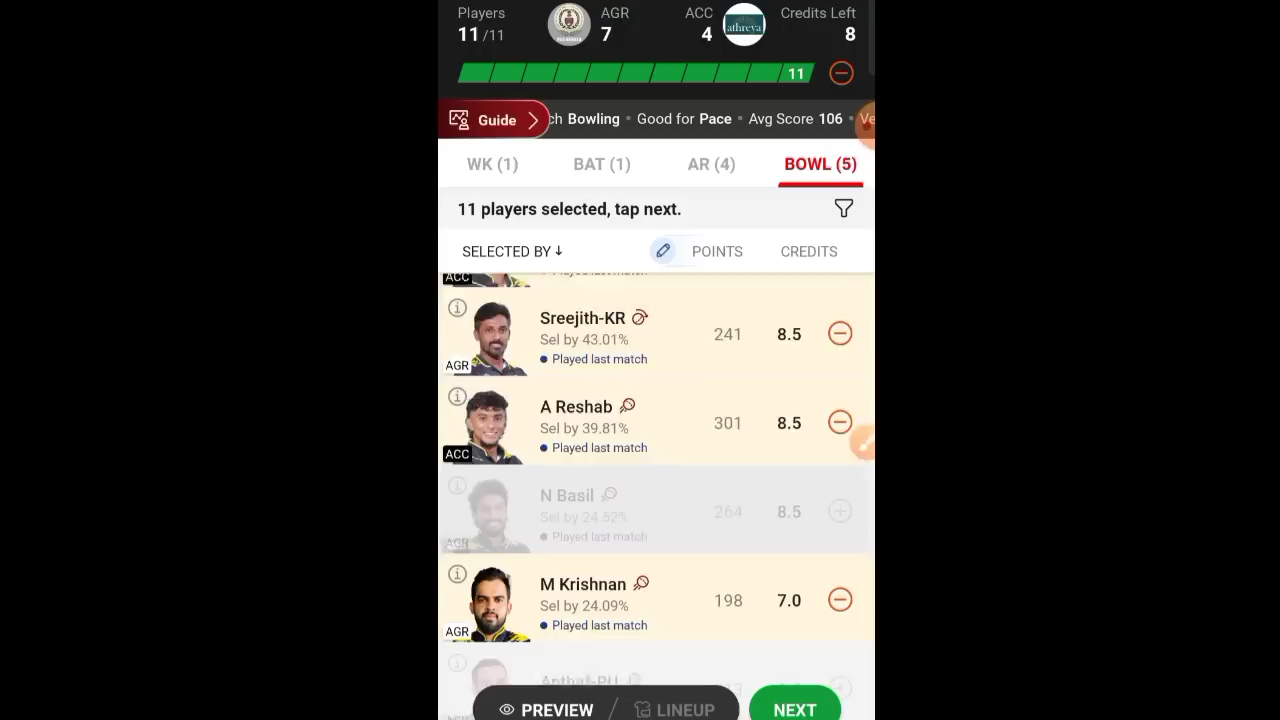 Players AGR ACC Credits Left
11/11 7 4 8
athreya
11
Guide ch Bowling • Good for Pace • Avg Score 106 • Ve
WK (1) BAT (1) AR (4) BOWL (5)
11 players selected, tap next.
SELECTED BY ↓ POINTS CREDITS
ACC
Sreejith-KR
Sel by 43.01% 241 8.5
Played last match
AGR
A Reshab
Sel by 39.81% 301 8.5
Played last match
ACC
N Basil
Sel by 24.52% 264 8.5
Played last match
AGR
M Krishnan
Sel by 24.09% 198 7.0
Played last match
AGR
PREVIEW / LINEUP NEXT